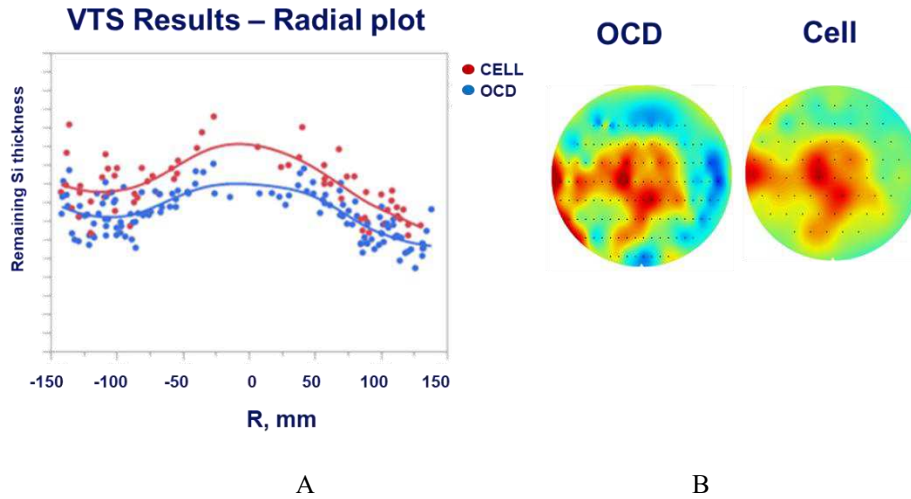 VTS Results – Radial plot
Remaining Si thickness
CELL
OCD
-150 -100 -50 0 50 100 150
R, mm
A
OCD Cell
B